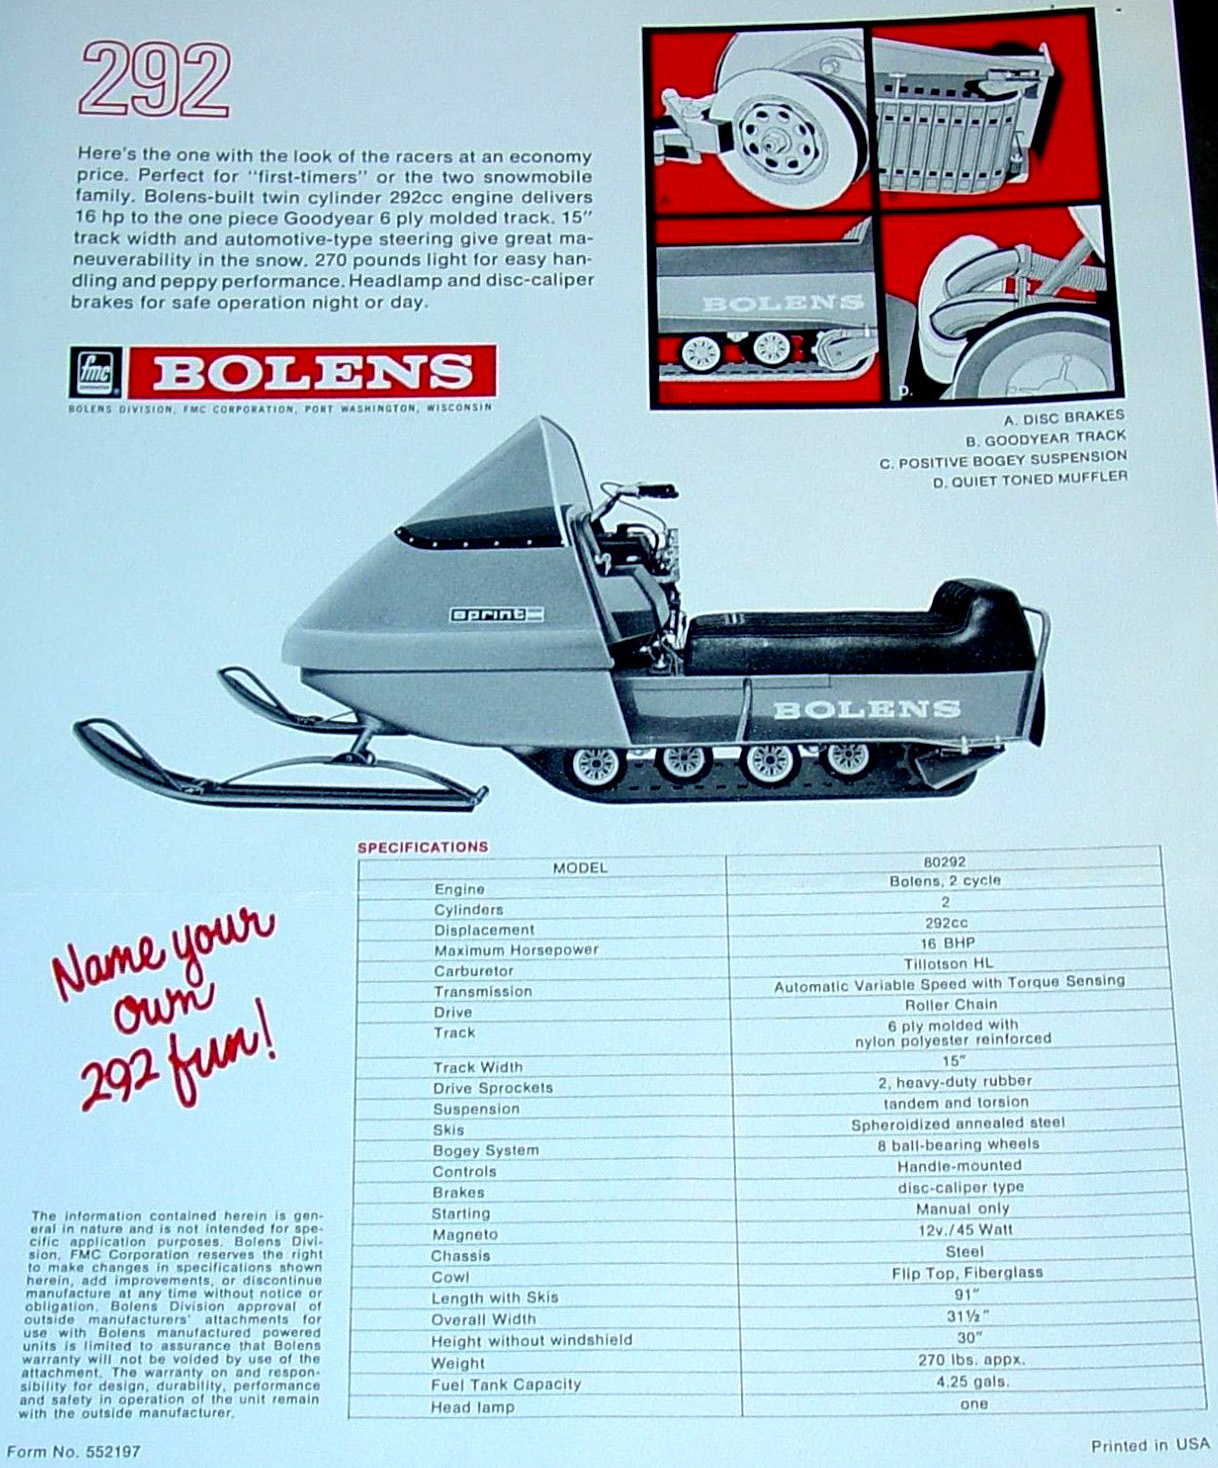 292
Here's the one with the look of the racers at an economy
price. Perfect for "first-timers" or the two snowmobile
family. Bolens-built twin cylinder 292cc engine delivers
16 hp to the one piece Goodyear 6 ply molded track. 15"
track width and automotive-type steering give great ma-
neuverability in the snow. 270 pounds light for easy han-
dling and peppy performance. Headlamp and disc-caliper
brakes for safe operation night or day.
fmc
CORPORATION
BOLENS
BOLENS DIVISION, FMC CORPORATION, PORT WASHINGTON, WISCONSIN
BOLENS
D.
A. DISC BRAKES
B. GOODYEAR TRACK
C. POSITIVE BOGEY SUSPENSION
D. QUIET TONED MUFFLER
sprint
BOLENS
SPECIFICATIONS
MODEL 80292
Engine Bolens, 2 cycle
Cylinders 2
Displacement 292cc
Maximum Horsepower 16 BHP
Carburetor Tillotson HL
Transmission Automatic Variable Speed with Torque Sensing
Drive Roller Chain
Track 6 ply molded with
nylon polyester reinforced
Track Width 15"
Drive Sprockets 2, heavy-duty rubber
Suspension tandem and torsion
Skis Spheroidized annealed steel
Bogey System 8 ball-bearing wheels
Controls Handle-mounted
Brakes disc-caliper type
Starting Manual only
Magneto 12v./45 Watt
Chassis Steel
Cowl Flip Top, Fiberglass
Length with Skis 91"
Overall Width 31½"
Height without windshield 30"
Weight 270 lbs. appx.
Fuel Tank Capacity 4.25 gals.
Head lamp one
Name your
own
292 fun!
The information contained herein is gen-
eral in nature and is not intended for spe-
cific application purposes. Bolens Divi-
sion, FMC Corporation reserves the right
to make changes in specifications shown
herein, add improvements, or discontinue
manufacture at any time without notice or
obligation. Bolens Division approval of
outside manufacturers' attachments for
use with Bolens manufactured powered
units is limited to assurance that Bolens
warranty will not be voided by use of the
attachment. The warranty on and respon-
sibility for design, durability, performance
and safety in operation of the unit remain
with the outside manufacturer.
Form No. 552197
Printed in USA